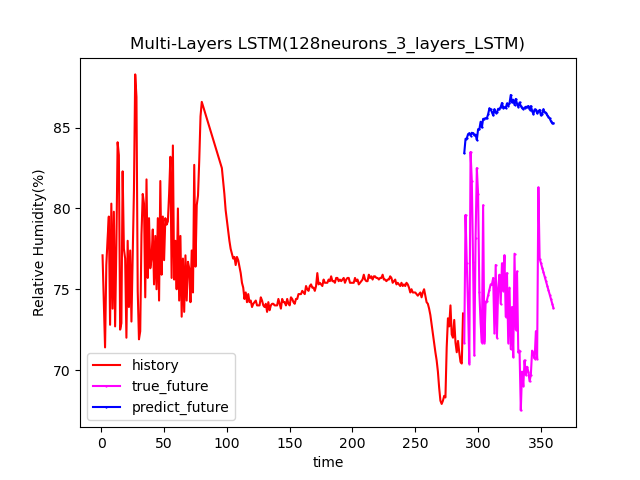 Multi-Layers LSTM(128neurons_3_layers_LSTM)
Relative Humidity(%)
85
80
75
70
history
true_future
predict_future
0 50 100 150 200 250 300 350
time